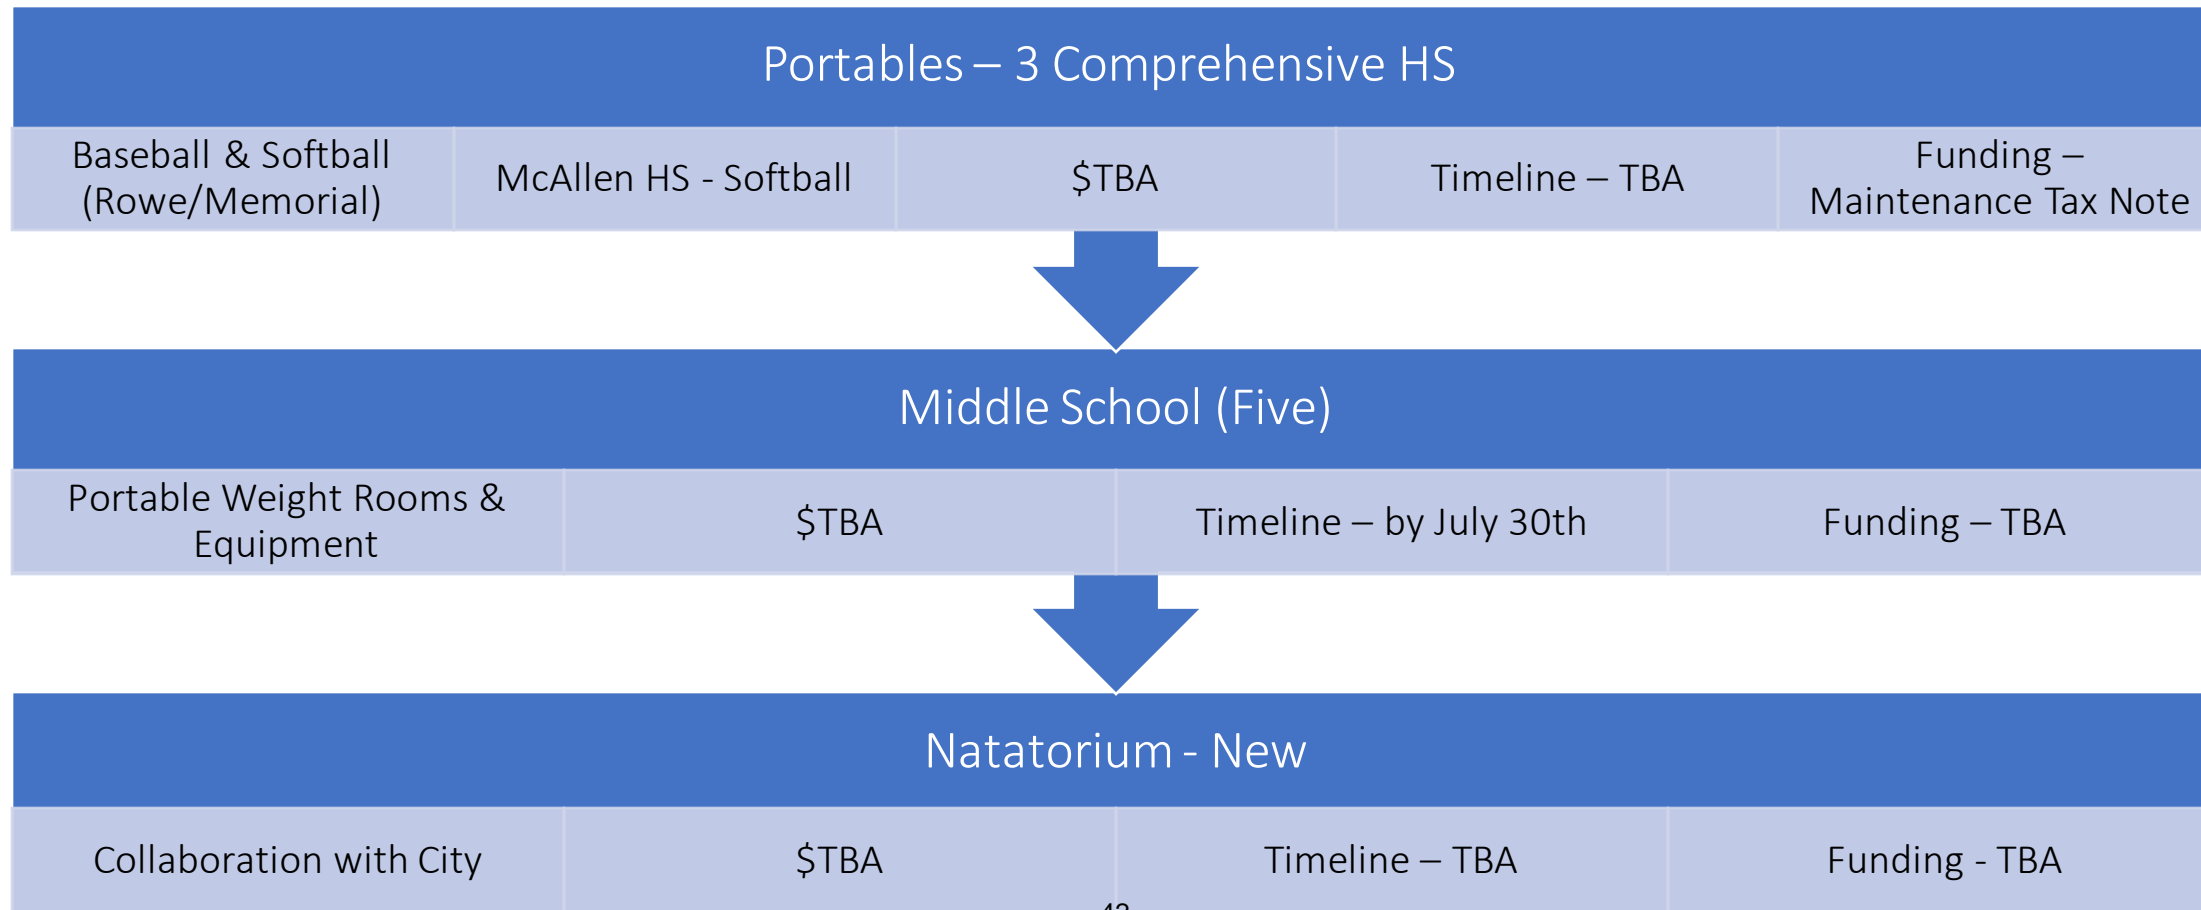 Portables – 3 Comprehensive HS
Baseball & Softball
(Rowe/Memorial)
McAllen HS - Softball
$TBA
Timeline – TBA
Funding –
Maintenance Tax Note
Middle School (Five)
Portable Weight Rooms &
Equipment
$TBA
Timeline – by July 30th
Funding – TBA
Natatorium - New
Collaboration with City
$TBA
Timeline – TBA
Funding - TBA